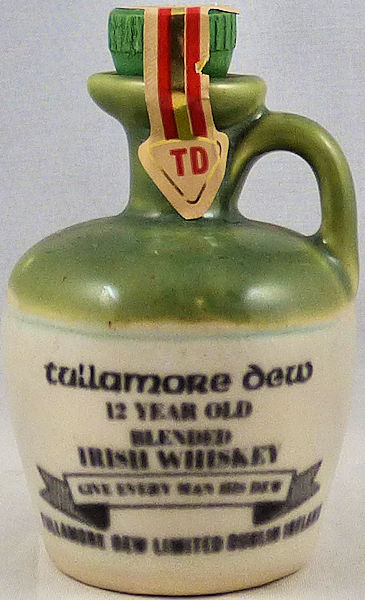 TD
tullamore dew
12 YEAR OLD
BLENDED
IRISH WHISKEY
GIVE EVERY MAN HIS DEW
TULLAMORE DEW LIMITED DUBLIN IRELAND